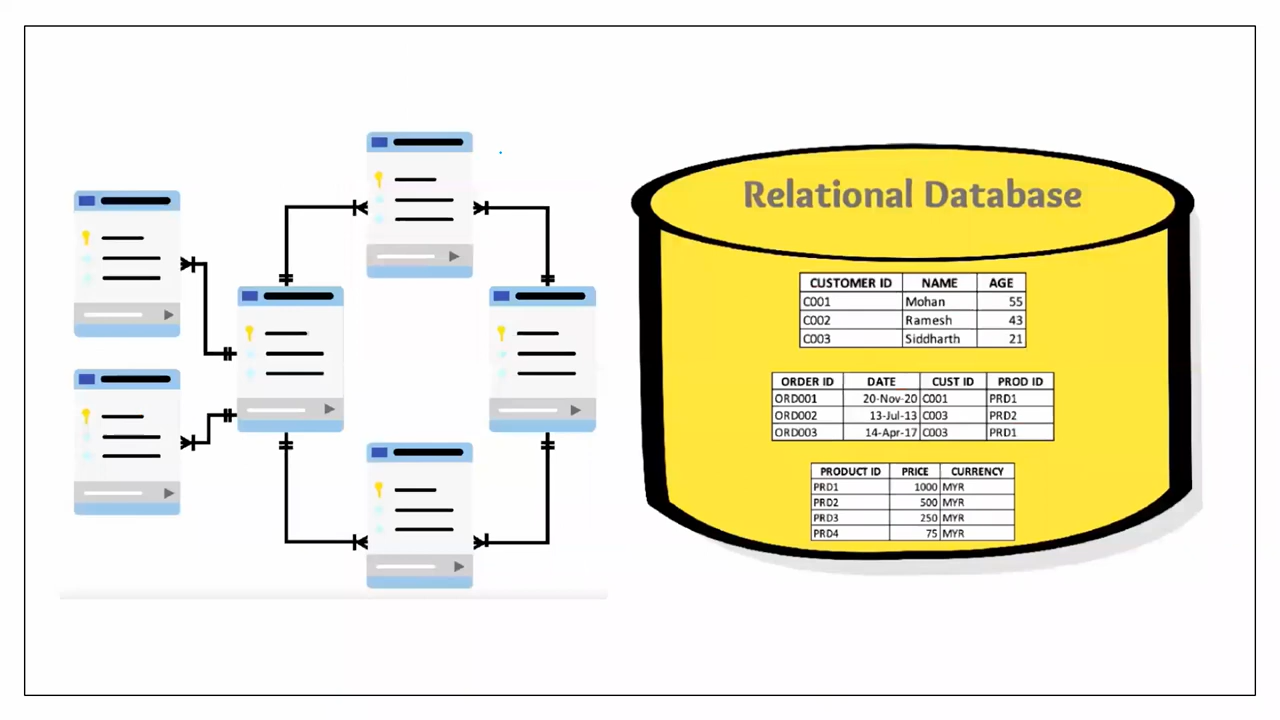 Relational Database
CUSTOMER ID NAME AGE
C001 Mohan 55
C002 Ramesh 43
C003 Siddharth 21
ORDER ID DATE CUST ID PROD ID
ORD001 20-Nov-20 C001 PRD1
ORD002 13-Jul-13 C003 PRD2
ORD003 14-Apr-17 C003 PRD1
PRODUCT ID PRICE CURRENCY
PRD1 1000 MYR
PRD2 500 MYR
PRD3 250 MYR
PRD4 75 MYR